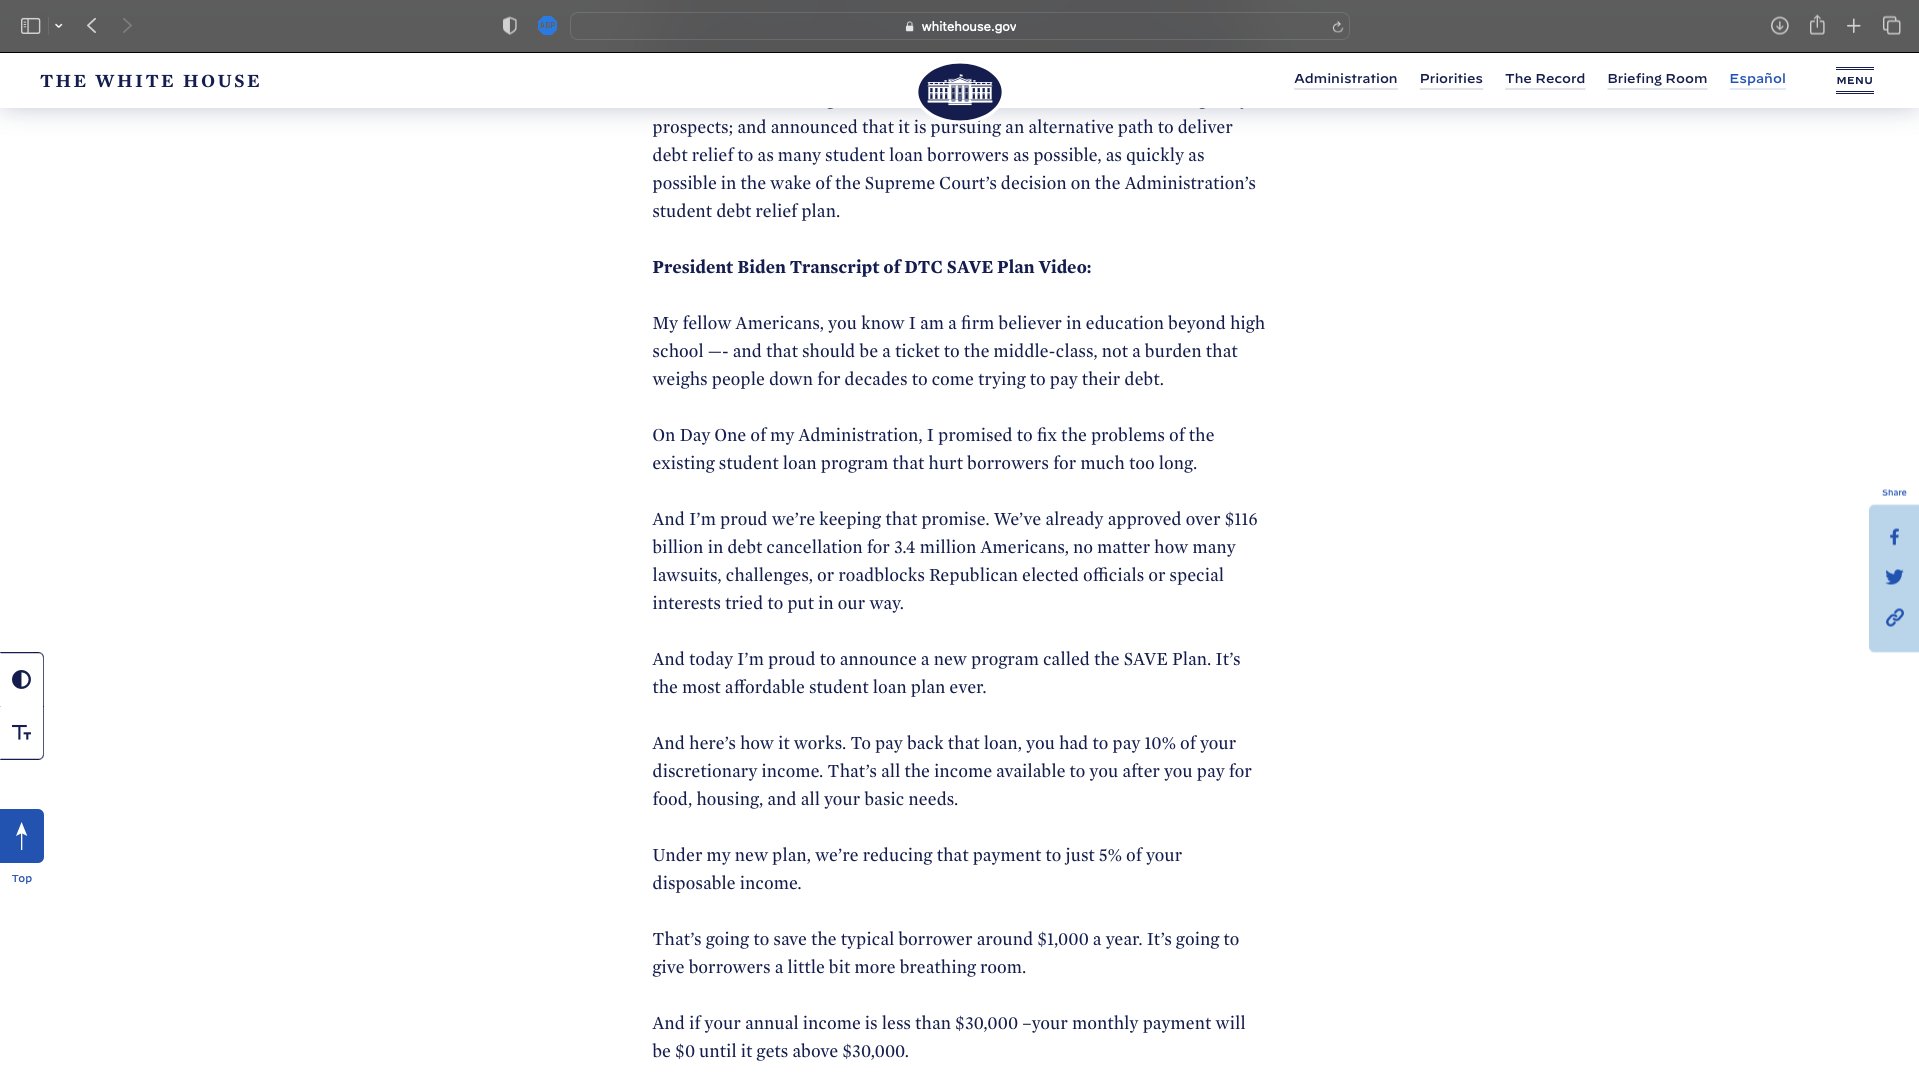 whitehouse.gov
THE WHITE HOUSE
Administration
Priorities
The Record
Briefing Room
Español
MENU
prospects; and announced that it is pursuing an alternative path to deliver
debt relief to as many student loan borrowers as possible, as quickly as
possible in the wake of the Supreme Court’s decision on the Administration’s
student debt relief plan.
President Biden Transcript of DTC SAVE Plan Video:
My fellow Americans, you know I am a firm believer in education beyond high
school —- and that should be a ticket to the middle-class, not a burden that
weighs people down for decades to come trying to pay their debt.
On Day One of my Administration, I promised to fix the problems of the
existing student loan program that hurt borrowers for much too long.
And I’m proud we’re keeping that promise. We’ve already approved over $116
billion in debt cancellation for 3.4 million Americans, no matter how many
lawsuits, challenges, or roadblocks Republican elected officials or special
interests tried to put in our way.
And today I’m proud to announce a new program called the SAVE Plan. It’s
the most affordable student loan plan ever.
And here’s how it works. To pay back that loan, you had to pay 10% of your
discretionary income. That’s all the income available to you after you pay for
food, housing, and all your basic needs.
Under my new plan, we’re reducing that payment to just 5% of your
disposable income.
That’s going to save the typical borrower around $1,000 a year. It’s going to
give borrowers a little bit more breathing room.
And if your annual income is less than $30,000 –your monthly payment will
be $0 until it gets above $30,000.
Share
Tт
Top